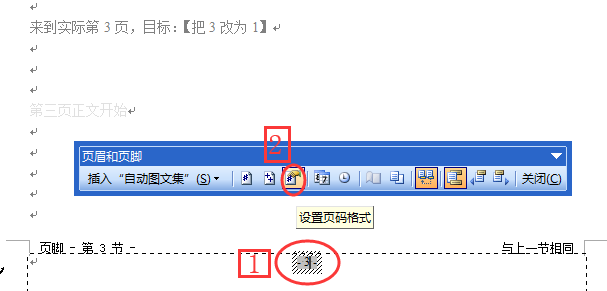 来到实际第 3 页，目标：【把 3 改为 1】
第三页正文开始
2
页眉和页脚
插入“自动图文集”(S) 关闭(C)
设置页码格式
页脚 - 第 3 节 - 与上一节相同
1 - 3 -